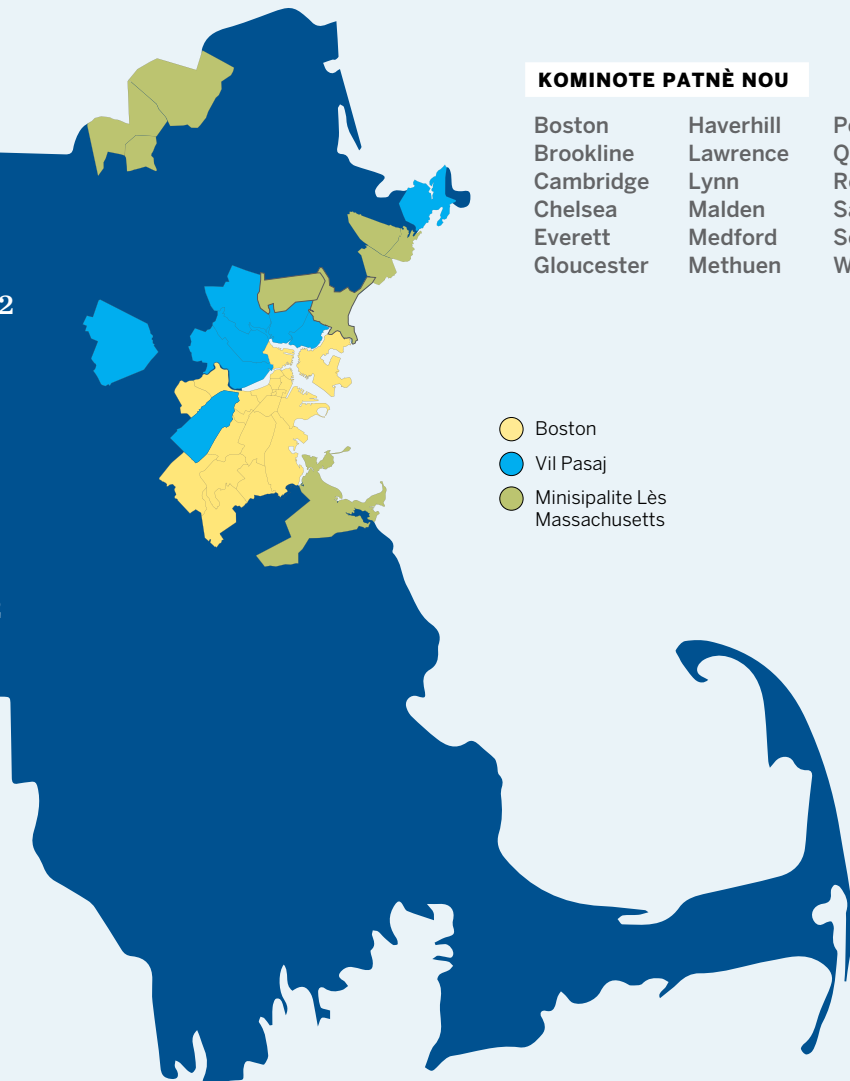 KOMINOTE PATNÈ NOU
Boston
Brookline
Cambridge
Chelsea
Everett
Gloucester
Haverhill
Lawrence
Lynn
Malden
Medford
Methuen
2
Boston
Vil Pasaj
Minisipalite Lès
Massachusetts